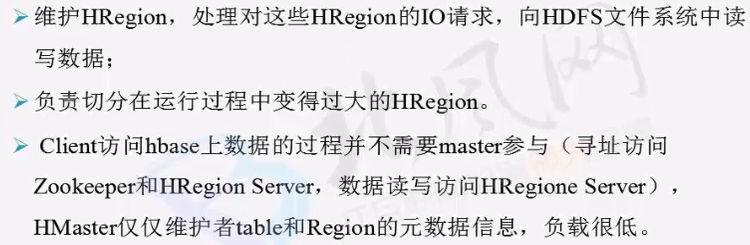 维护HRegion，处理对这些HRegion的IO请求，向HDFS文件系统中读
写数据；
负责切分在运行过程中变得过大的HRegion。
Client访问hbase上数据的过程并不需要master参与（寻址访问
Zookeeper和HRegion Server，数据读写访问HRegione Server），
HMaster仅仅维护者table和Region的元数据信息，负载很低。